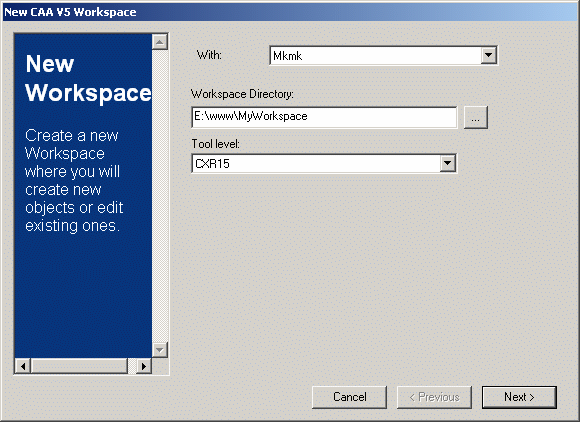 New CAA V5 Workspace
New
Workspace
Create a new
Workspace
where you will
create new
objects or edit
existing ones.
With:
Mkmk
Workspace Directory:
E:\www\MyWorkspace
...
Tool level:
CXR15
Cancel
< Previous
Next >